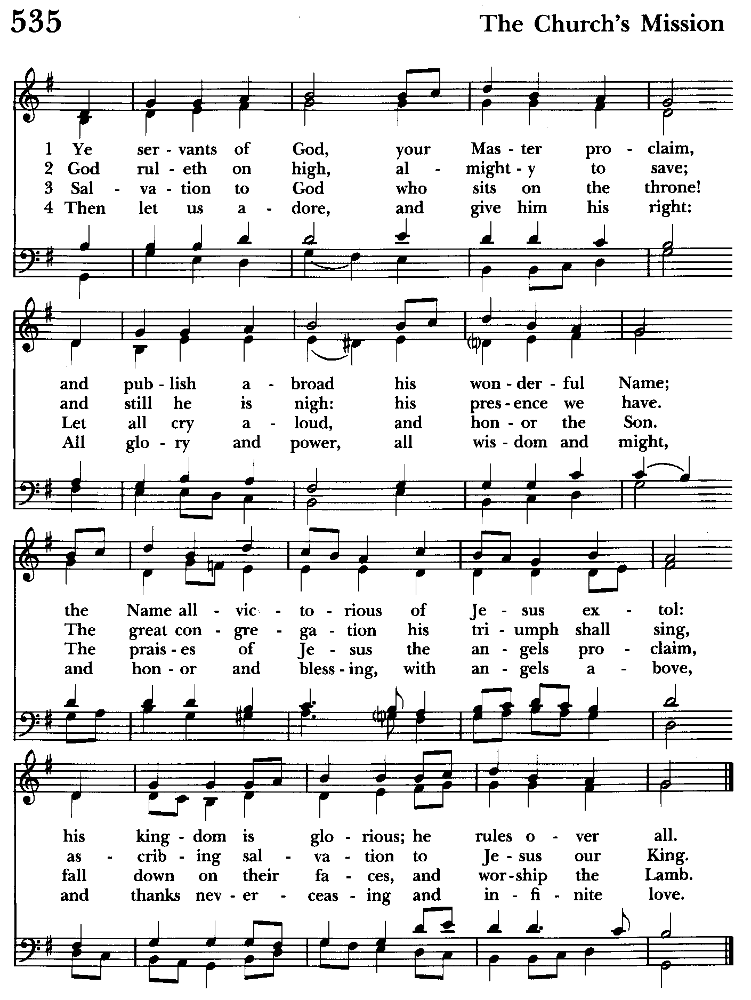 535 The Church's Mission
1 Ye ser - vants of God, your Mas - ter pro - claim,
2 God rul - eth on high, al - might - y to save;
3 Sal - va - tion to God who sits on the throne!
4 Then let us a - dore, and give him his right:
and pub - lish a - broad his won - der - ful Name;
and still he is nigh: his pres - ence we have.
Let all cry a - loud, and hon - or the Son.
All glo - ry and power, all wis - dom and might,
the Name all - vic - to - rious of Je - sus ex - tol:
The great con - gre - ga - tion his tri - umph shall sing,
The prais - es of Je - sus the an - gels pro - claim,
and hon - or and bless - ing, with an - gels a - bove,
his king - dom is glo - rious; he rules o - ver all.
as - crib - ing sal - va - tion to Je - sus our King.
fall down on their fa - ces, and wor - ship the Lamb.
and thanks nev - er - ceas - ing and in - fi - nite love.